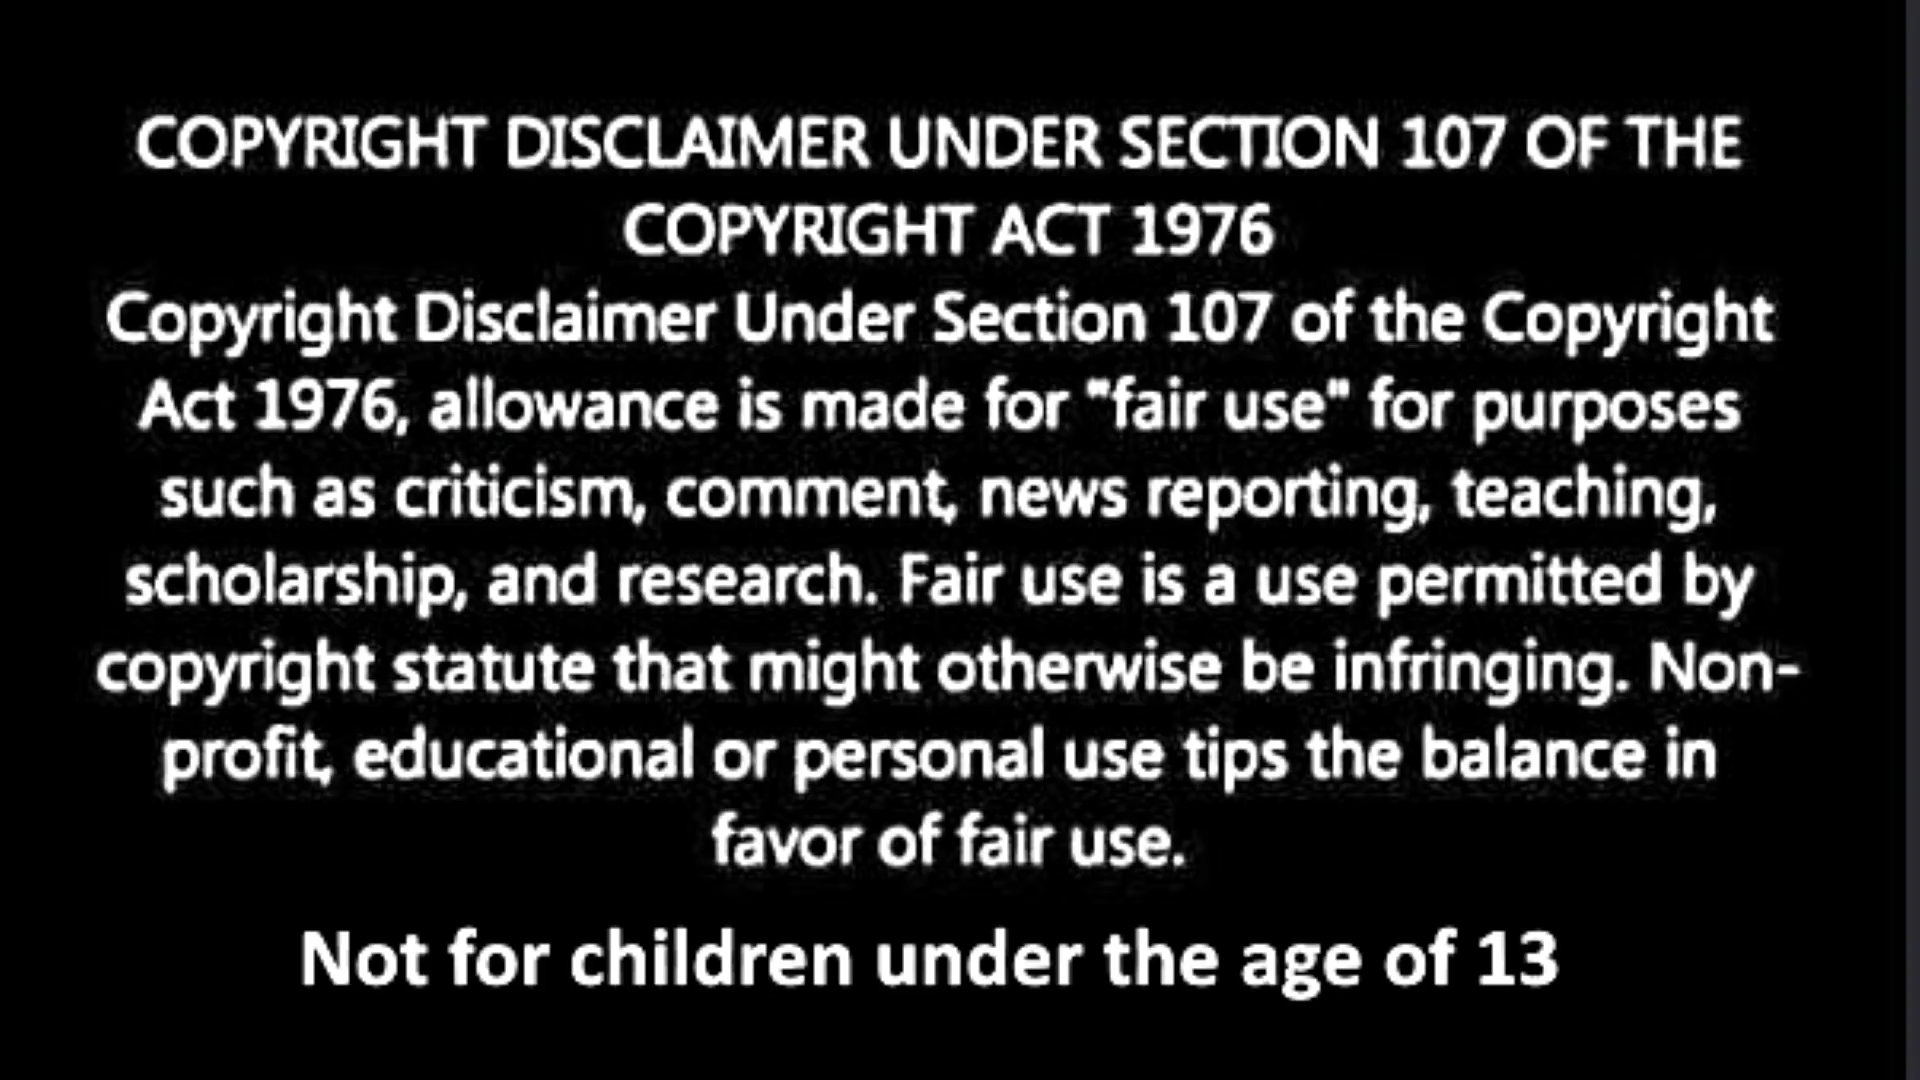 COPYRIGHT DISCLAIMER UNDER SECTION 107 OF THE
COPYRIGHT ACT 1976
Copyright Disclaimer Under Section 107 of the Copyright
Act 1976, allowance is made for "fair use" for purposes
such as criticism, comment, news reporting, teaching,
scholarship, and research. Fair use is a use permitted by
copyright statute that might otherwise be infringing. Non-
profit, educational or personal use tips the balance in
favor of fair use.
Not for children under the age of 13